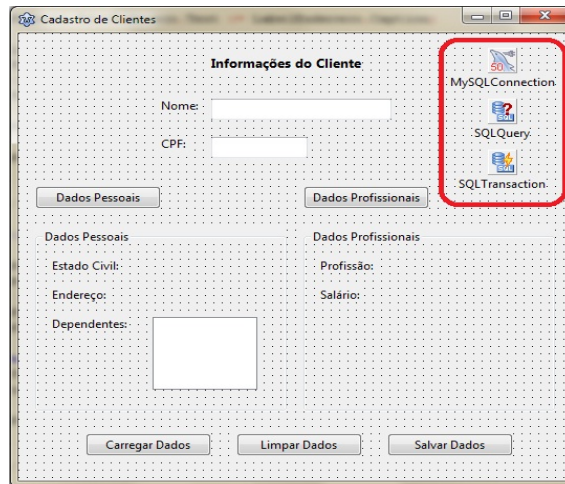 Cadastro de Clientes
Informações do Cliente
MySQLConnection
Nome:
SQLQuery
CPF:
SQLTransaction
Dados Pessoais
Dados Profissionais
Dados Pessoais
Dados Profissionais
Estado Civil:
Profissão:
Endereço:
Salário:
Dependentes:
Carregar Dados
Limpar Dados
Salvar Dados